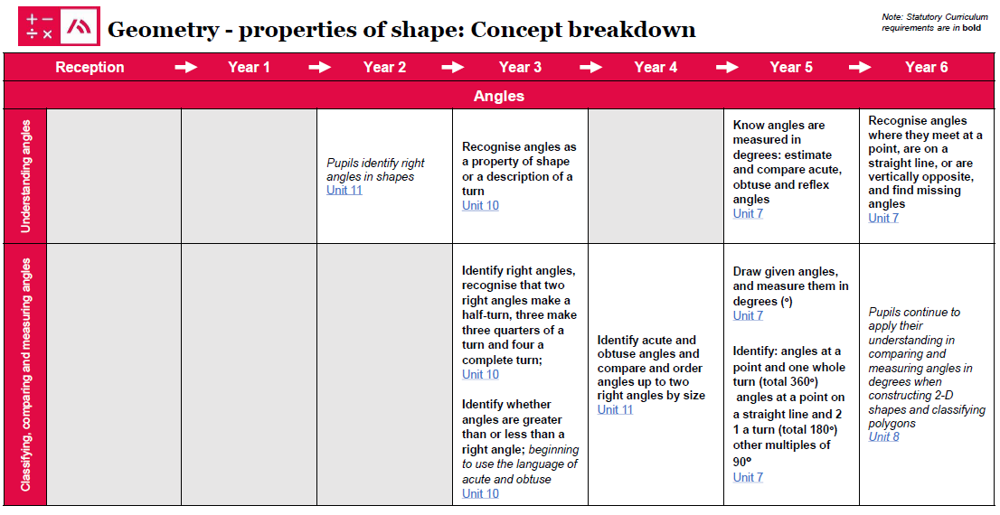 Geometry - properties of shape: Concept breakdown
Note: Statutory Curriculum
requirements are in bold
Reception
Year 1
Year 2
Year 3
Year 4
Year 5
Year 6
Angles
Understanding angles
Pupils identify right
angles in shapes
Unit 11
Recognise angles as
a property of shape
or a description of a
turn
Unit 10
Know angles are
measured in
degrees: estimate
and compare acute,
obtuse and reflex
angles
Unit 7
Recognise angles
where they meet at a
point, are on a
straight line, or are
vertically opposite,
and find missing
angles
Unit 7
Classifying, comparing and measuring angles
Identify right angles,
recognise that two
right angles make a
half-turn, three make
three quarters of a
turn and four a
complete turn;
Unit 10
Identify whether
angles are greater
than or less than a
right angle; beginning
to use the language of
acute and obtuse
Unit 10
Identify acute and
obtuse angles and
compare and order
angles up to two
right angles by size
Unit 11
Draw given angles,
and measure them in
degrees (º)
Unit 7
Identify: angles at a
point and one whole
turn (total 360º)
angles at a point on
a straight line and 2
1 a turn (total 180º)
other multiples of
90º
Unit 7
Pupils continue to
apply their
understanding in
comparing and
measuring angles in
degrees when
constructing 2-D
shapes and classifying
polygons
Unit 8